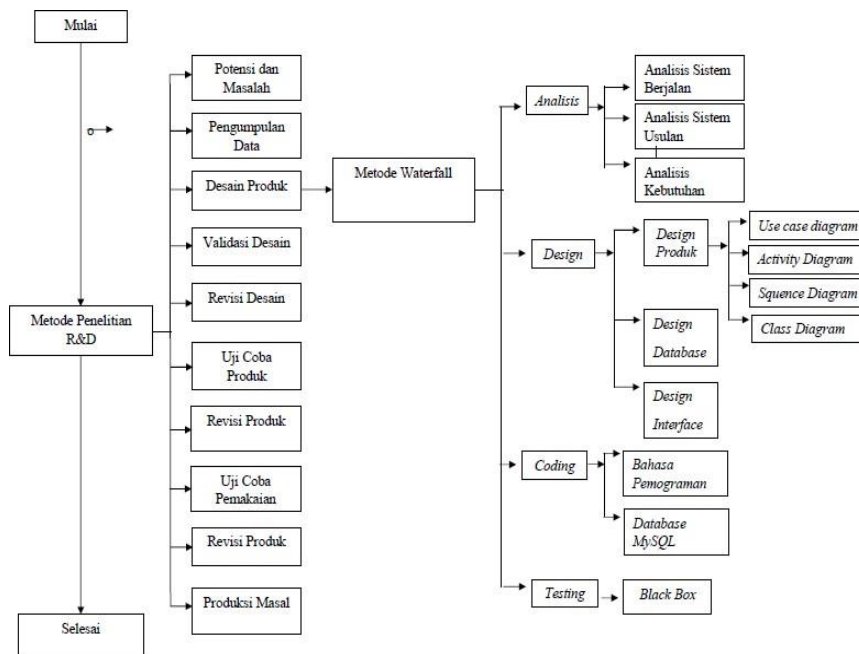 Mulai
Metode Penelitian
R&D
Selesai
Potensi dan
Masalah
Pengumpulan
Data
Desain Produk
Validasi Desain
Revisi Desain
Uji Coba
Produk
Revisi Produk
Uji Coba
Pemakaian
Revisi Produk
Produksi Masal
Metode Waterfall
Analisis
Analisis Sistem
Berjalan
Analisis Sistem
Usulan
Analisis
Kebutuhan
Design
Design
Produk
Use case diagram
Activity Diagram
Squence Diagram
Class Diagram
Design
Database
Design
Interface
Coding
Bahasa
Pemograman
Database
MySQL
Testing
Black Box